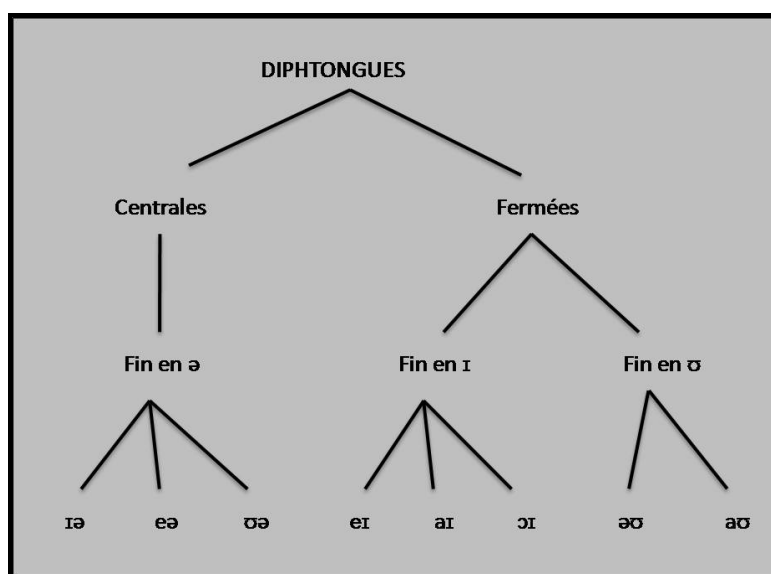 DIPHTONGUES
Centrales Fermées
Fin en ə Fin en ɪ Fin en ʊ
ɪə eə ʊə eɪ aɪ ɔɪ əʊ aʊ